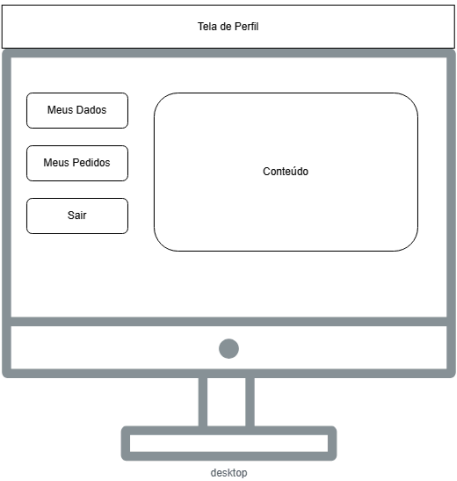 Tela de Perfil
Meus Dados
Meus Pedidos
Conteúdo
Sair
desktop